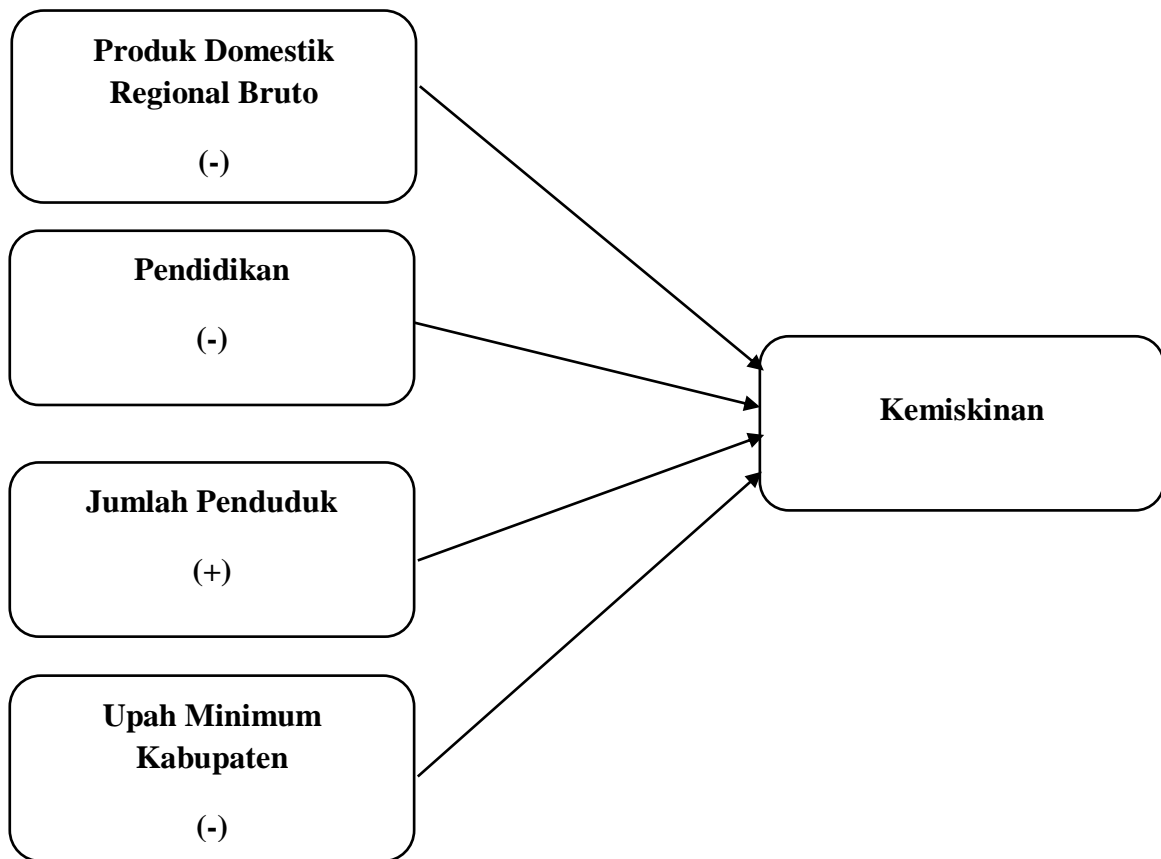 Produk Domestik
Regional Bruto
(-)
Pendidikan
(-)
Kemiskinan
Jumlah Penduduk
(+)
Upah Minimum
Kabupaten
(-)